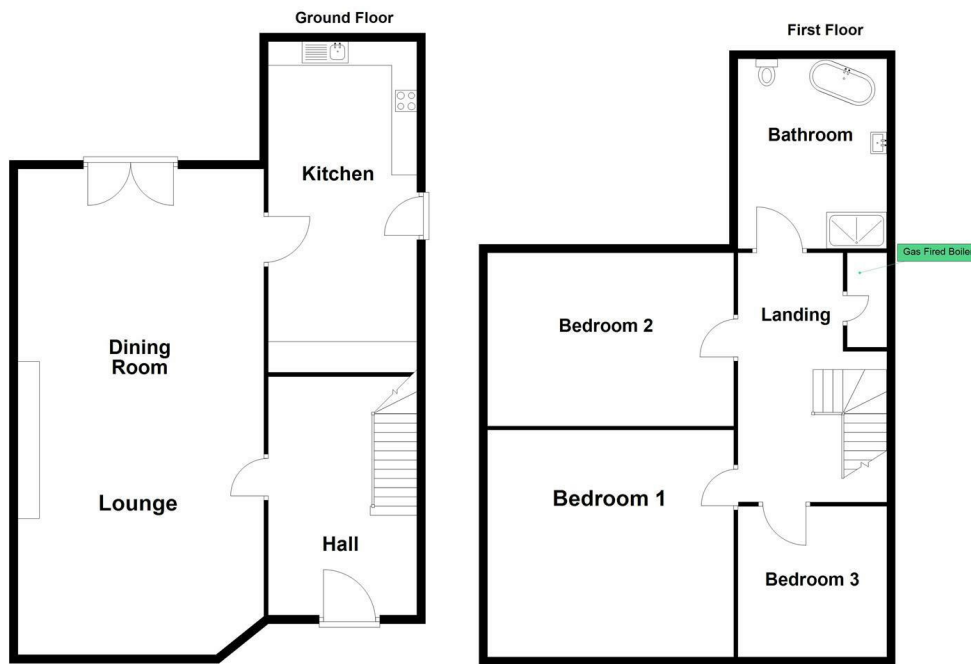 Ground Floor
Kitchen
Dining
Room
Lounge
Hall
First Floor
Bathroom
Gas Fired Boile
Landing
Bedroom 2
Bedroom 1
Bedroom 3